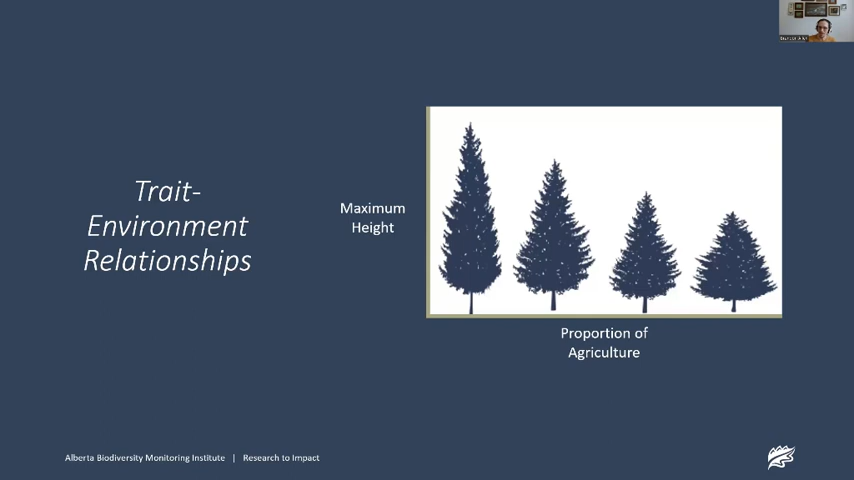 Trait-
Environment
Relationships
Maximum
Height
Proportion of
Agriculture
Alberta Biodiversity Monitoring Institute | Research to Impact